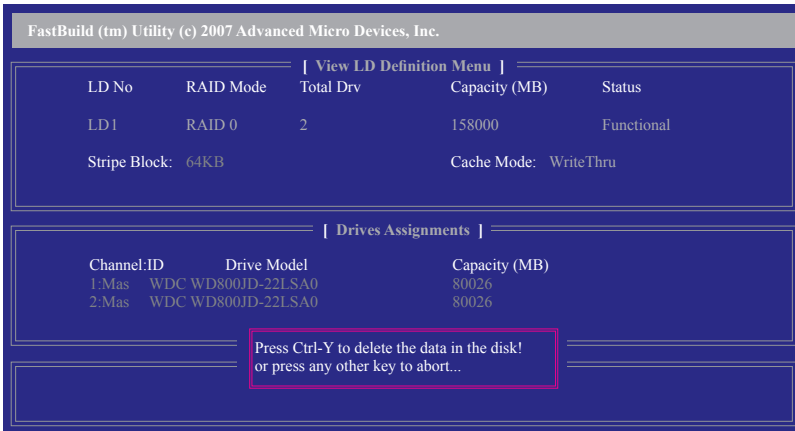 FastBuild (tm) Utility (c) 2007 Advanced Micro Devices, Inc.
[ View LD Definition Menu ]
LD No RAID Mode Total Drv Capacity (MB) Status
LD1 RAID 0 2 158000 Functional
Stripe Block: 64KB Cache Mode: WriteThru
[ Drives Assignments ]
Channel:ID Drive Model Capacity (MB)
1:Mas WDC WD800JD-22LSA0 80026
2:Mas WDC WD800JD-22LSA0 80026
Press Ctrl-Y to delete the data in the disk!
or press any other key to abort...